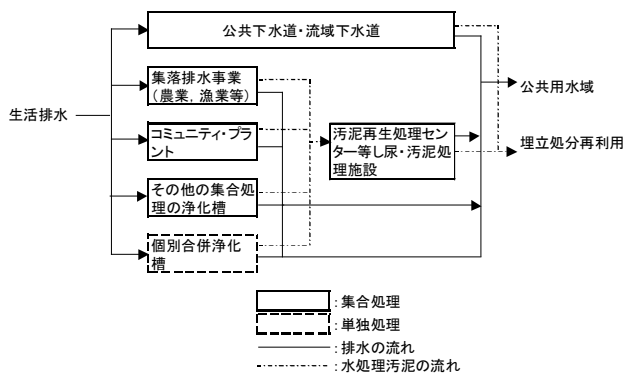 公共下水道・流域下水道
集落排水事業
（農業，漁業等）
公共用水域
生活排水
コミュニティ・プラ
ント
汚泥再生処理セン
ター等し尿・汚泥処
理施設
埋立処分再利用
その他の集合処
理の浄化槽
個別合併浄化
槽
：集合処理
：単独処理
：排水の流れ
：水処理汚泥の流れ